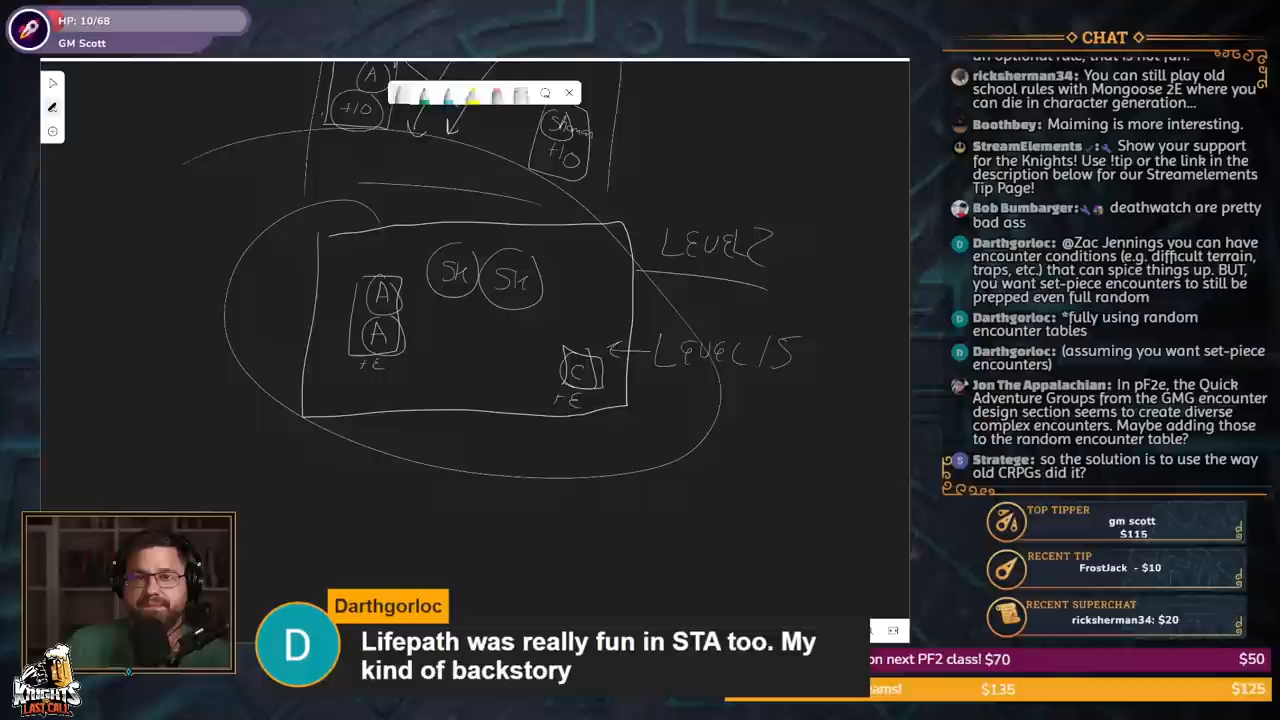 HP: 10/68
GM Scott
CHAT
an optional rule, that is not fun.
ricksherman34: You can still play old
school rules with Mongoose 2E where you
can die in character generation...
Boothbey: Maiming is more interesting.
StreamElements : Show your support
for the Knights! Use !tip or the link in the
description below for our Streamelements
Tip Page!
Bob Bumbarger: deathwatch are pretty
bad ass
Darthgorloc: @Zac Jennings you can have
encounter conditions (e.g. difficult terrain,
traps, etc.) that can spice things up. BUT,
you want set-piece encounters to still be
prepped even full random
Darthgorloc: *fully using random
encounter tables
Darthgorloc: (assuming you want set-piece
encounters)
Jon The Appalachian: In pF2e, the Quick
Adventure Groups from the GMG encounter
design section seems to create diverse
complex encounters. Maybe adding those
to the random encounter table?
Stratege: so the solution is to use the way
old CRPGs did it?
TOP TIPPER
gm scott
$115
RECENT TIP
FrostJack - $10
RECENT SUPERCHAT
ricksherman34: $20
on next PF2 class! $70 $50
eams! $135 $125
A
+10
+10
LEVEL 2
SK SK
A
A
+E
LEVEL 15
C
+E
Darthgorloc
D
Lifepath was really fun in STA too. My
kind of backstory
KNIGHTS
LAST CALL